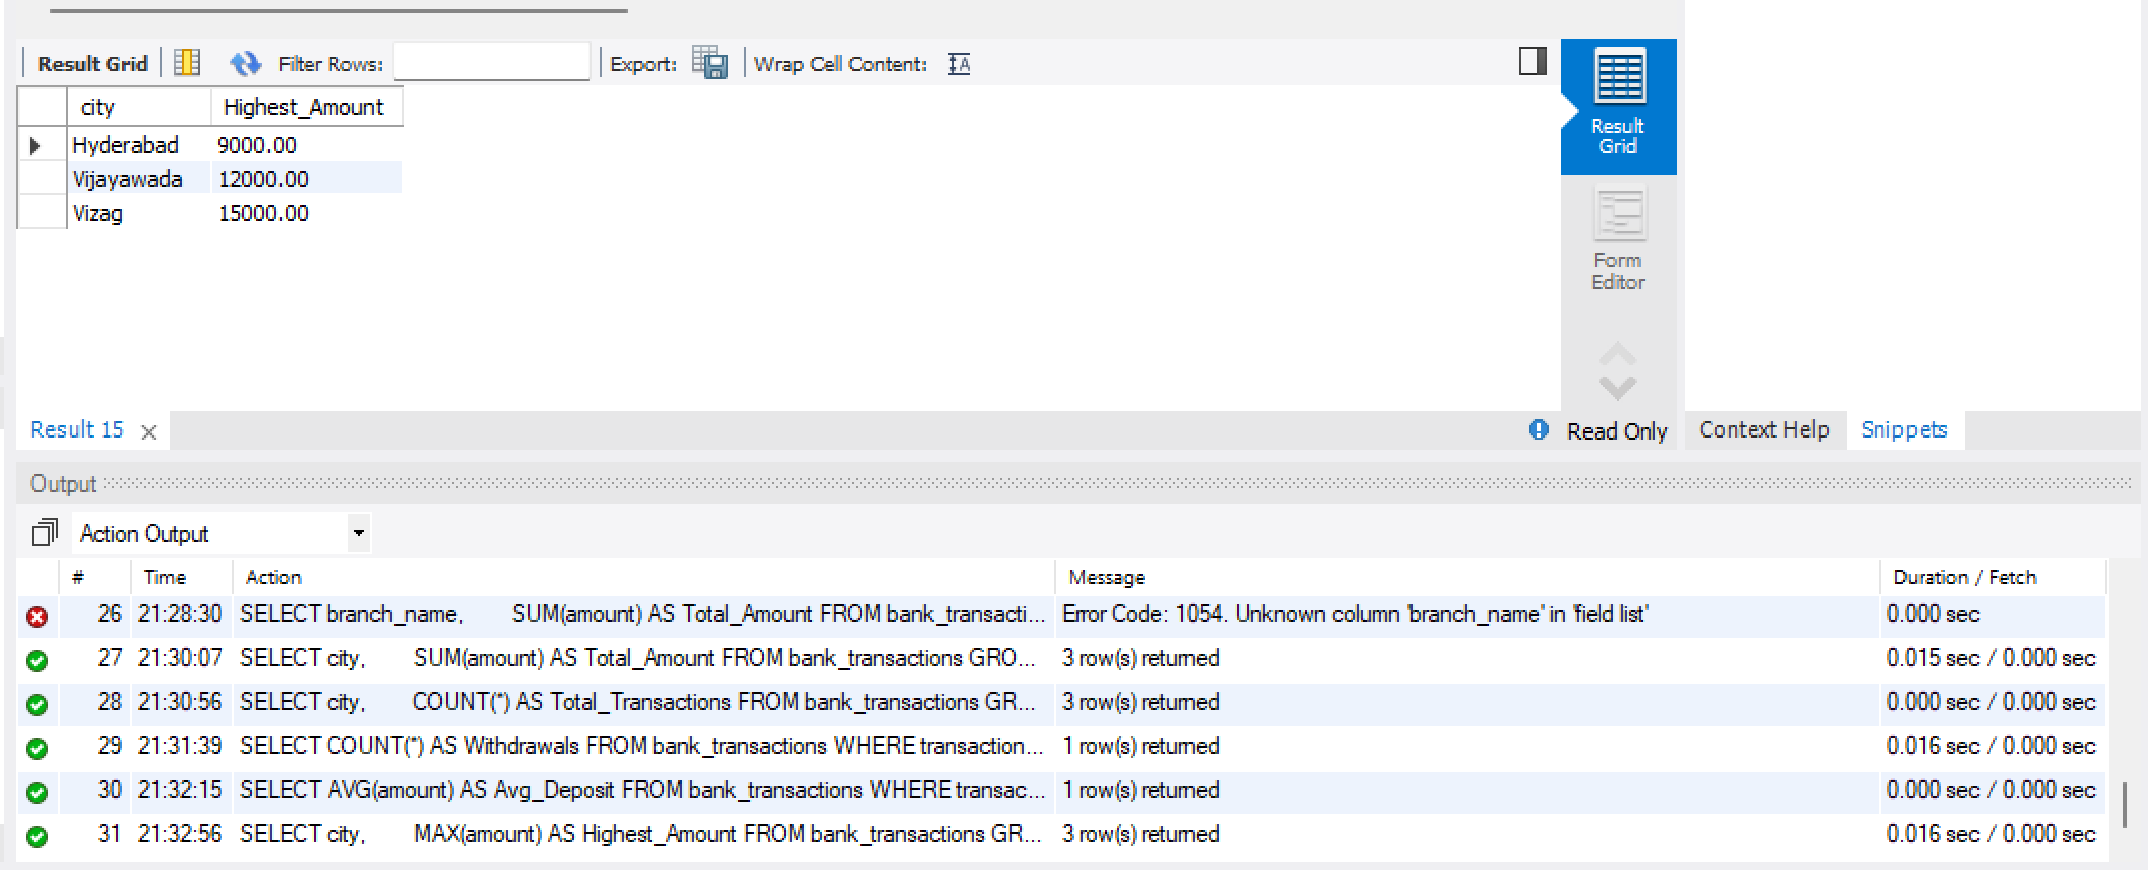 Result Grid Filter Rows: Export: Wrap Cell Content:
city Highest_Amount
Hyderabad 9000.00
Vijayawada 12000.00
Vizag 15000.00
Result
Grid
Form
Editor
Result 15 Read Only Context Help Snippets
Output
Action Output
# Time Action Message Duration / Fetch
26 21:28:30 SELECT branch_name, SUM(amount) AS Total_Amount FROM bank_transacti... Error Code: 1054. Unknown column 'branch_name' in 'field list' 0.000 sec
27 21:30:07 SELECT city, SUM(amount) AS Total_Amount FROM bank_transactions GRO... 3 row(s) returned 0.015 sec / 0.000 sec
28 21:30:56 SELECT city, COUNT(*) AS Total_Transactions FROM bank_transactions GR... 3 row(s) returned 0.000 sec / 0.000 sec
29 21:31:39 SELECT COUNT(*) AS Withdrawals FROM bank_transactions WHERE transaction... 1 row(s) returned 0.016 sec / 0.000 sec
30 21:32:15 SELECT AVG(amount) AS Avg_Deposit FROM bank_transactions WHERE transac... 1 row(s) returned 0.000 sec / 0.000 sec
31 21:32:56 SELECT city, MAX(amount) AS Highest_Amount FROM bank_transactions GR... 3 row(s) returned 0.016 sec / 0.000 sec